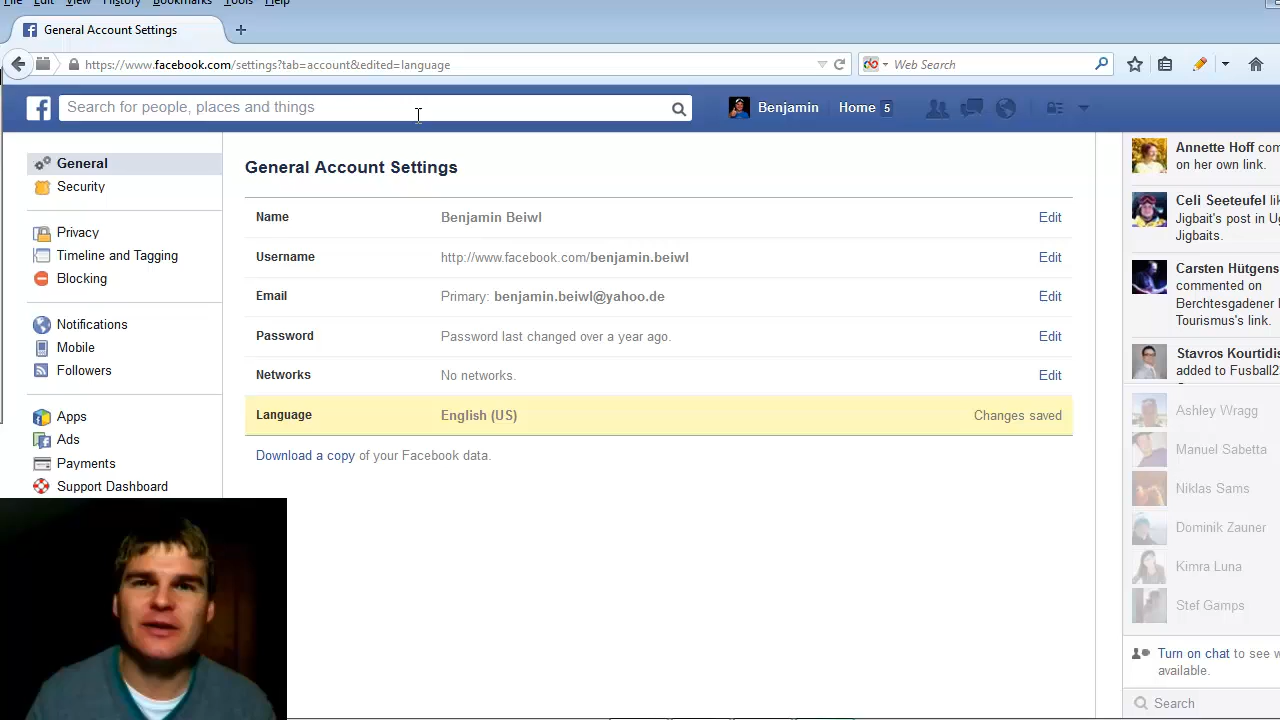 File Edit View History Bookmarks Tools Help
General Account Settings
https://www.facebook.com/settings?tab=account&edited=language
Web Search
Search for people, places and things
Benjamin
Home 5
General
Security
Privacy
Timeline and Tagging
Blocking
Notifications
Mobile
Followers
Apps
Ads
Payments
Support Dashboard
General Account Settings
Name Benjamin Beiwl Edit
Username http://www.facebook.com/benjamin.beiwl Edit
Email Primary: benjamin.beiwl@yahoo.de Edit
Password Password last changed over a year ago. Edit
Networks No networks. Edit
Language English (US) Changes saved
Download a copy of your Facebook data.
Annette Hoff com
on her own link.
Celi Seeteufel lik
Jigbait's post in Ug
Jigbaits.
Carsten Hütgens
commented on
Berchtesgadener
Tourismus's link.
Stavros Kourtidis
added to Fusball2
Ashley Wragg
Manuel Sabetta
Niklas Sams
Dominik Zauner
Kimra Luna
Stef Gamps
Turn on chat to see w
available.
Search